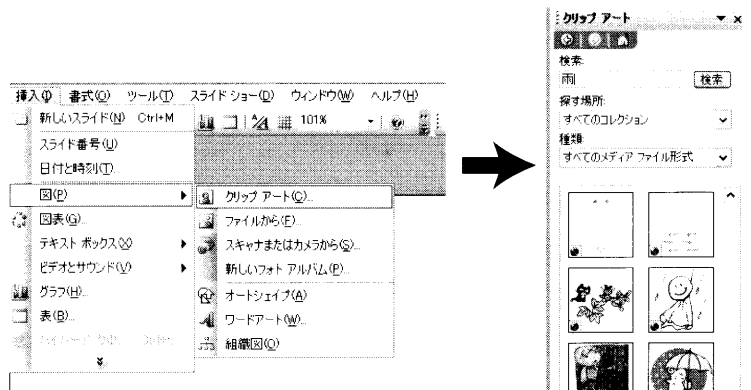 挿入(I) 書式(O) ツール(T) スライド ショー(D) ウィンドウ(W) ヘルプ(H)
新しいスライド(N) Ctrl+M
101%
スライド番号(U)
日付と時刻(T)...
図(P)
図表(G)...
テキスト ボックス(X)
ビデオとサウンド(V)
グラフ(H)...
表(B)...
クリップ アート(C)...
ファイルから(F)...
スキャナまたはカメラから(S)...
新しいフォト アルバム(P)...
オートシェイプ(A)
ワードアート(W)...
組織図(O)
クリップ アート
検索:
雨
検索
探す場所:
すべてのコレクション
種類:
すべてのメディア ファイル形式